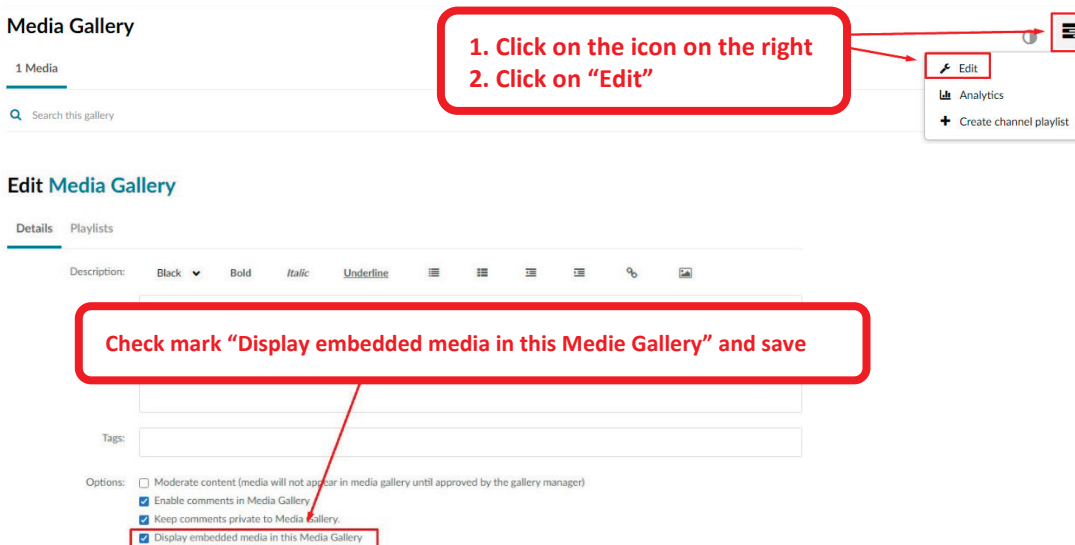 Media Gallery
1. Click on the icon on the right
2. Click on “Edit”
1 Media
Edit
Analytics
Create channel playlist
Search this gallery
Edit Media Gallery
Details Playlists
Description: Black Bold Italic Underline
Check mark “Display embedded media in this Medie Gallery” and save
Tags:
Options: Moderate content (media will not appear in media gallery until approved by the gallery manager)
Enable comments in Media Gallery
Keep comments private to Media Gallery.
Display embedded media in this Media Gallery